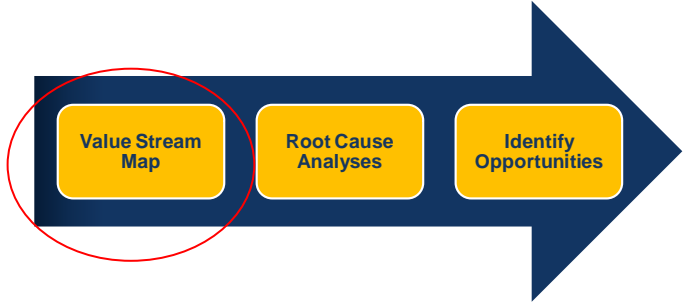 Value Stream
Map
Root Cause
Analyses
Identify
Opportunities